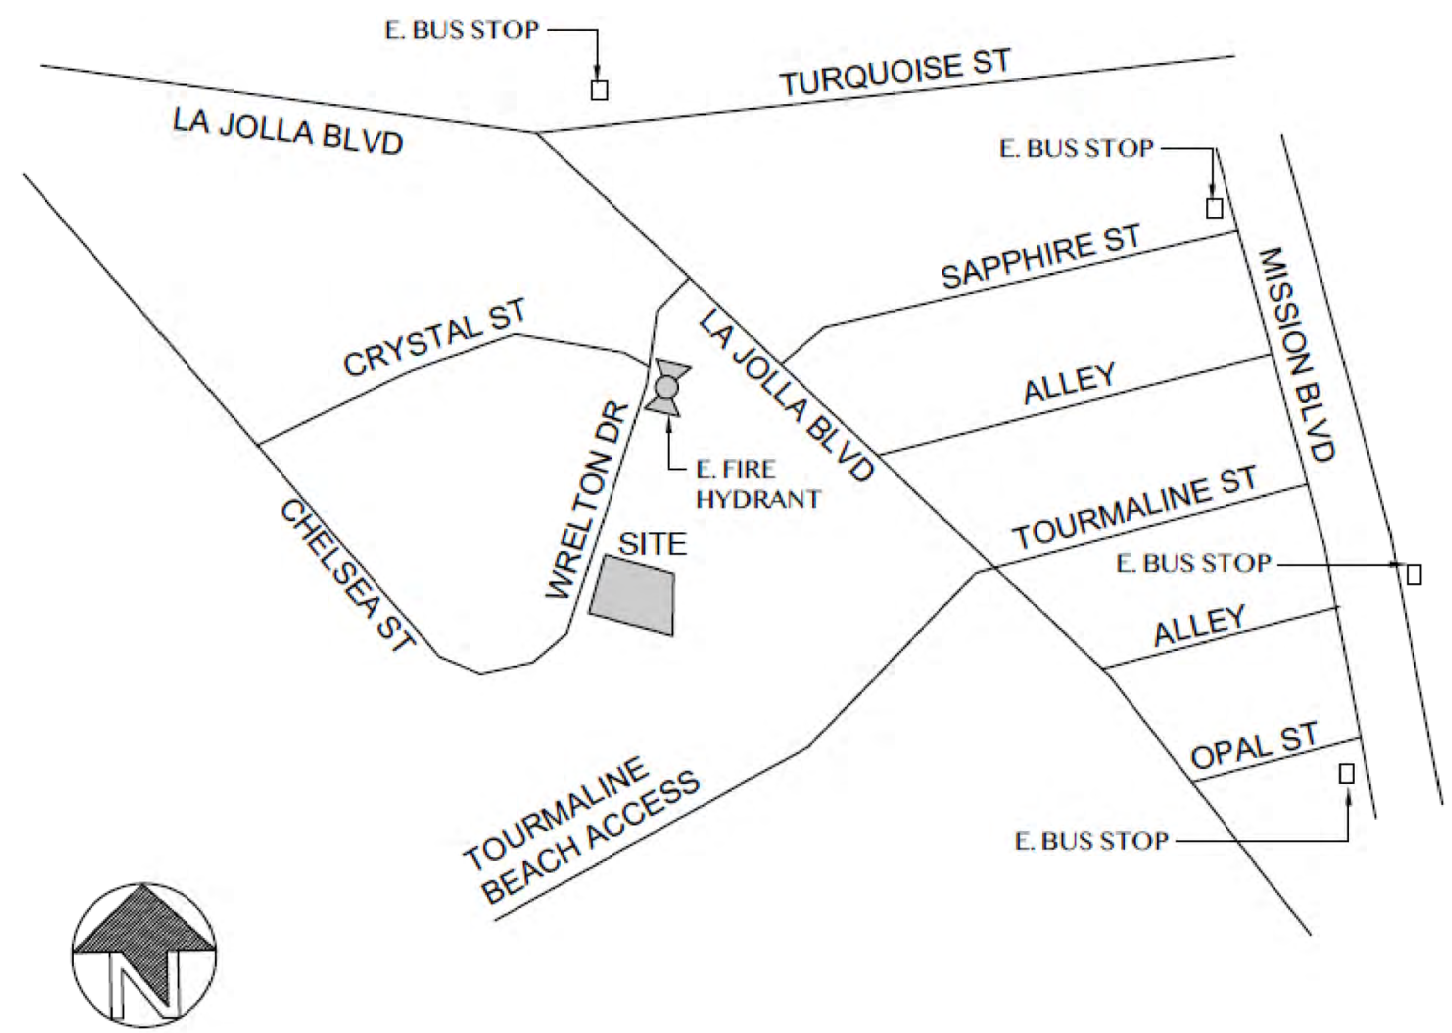 E. BUS STOP
TURQUOISE ST
LA JOLLA BLVD
E. BUS STOP
SAPPHIRE ST
MISSION BLVD
CRYSTAL ST
LA JOLLA BLVD
ALLEY
WRELTON DR
E. FIRE
HYDRANT
TOURMALINE ST
CHELSEA ST
SITE
E. BUS STOP
ALLEY
OPAL ST
TOURMALINE
BEACH ACCESS
E. BUS STOP
N